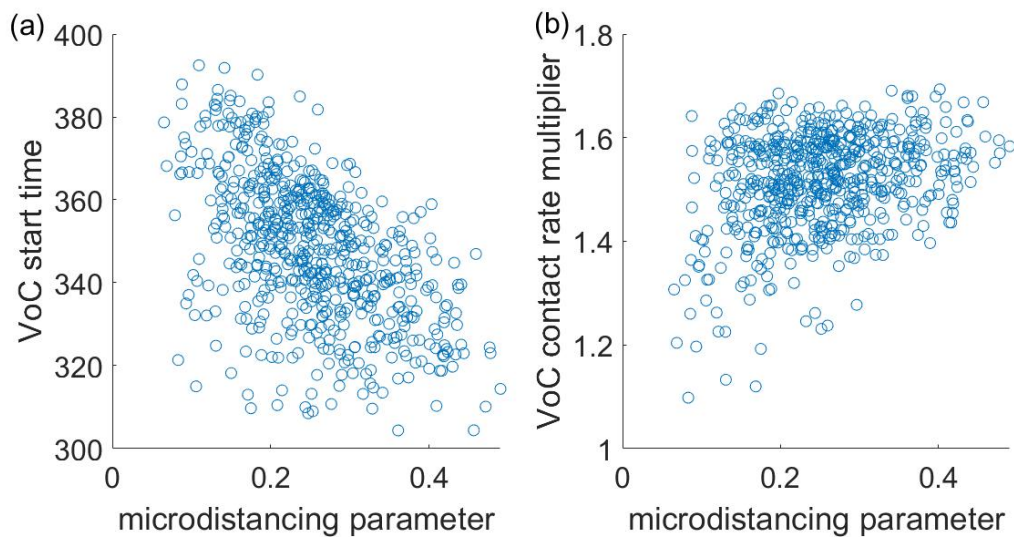 (a)
400
380
360
340
320
300
VoC start time
0
0.2
0.4
microdistancing parameter
(b)
1.8
1.6
1.4
1.2
1
VoC contact rate multiplier
0
0.2
0.4
microdistancing parameter